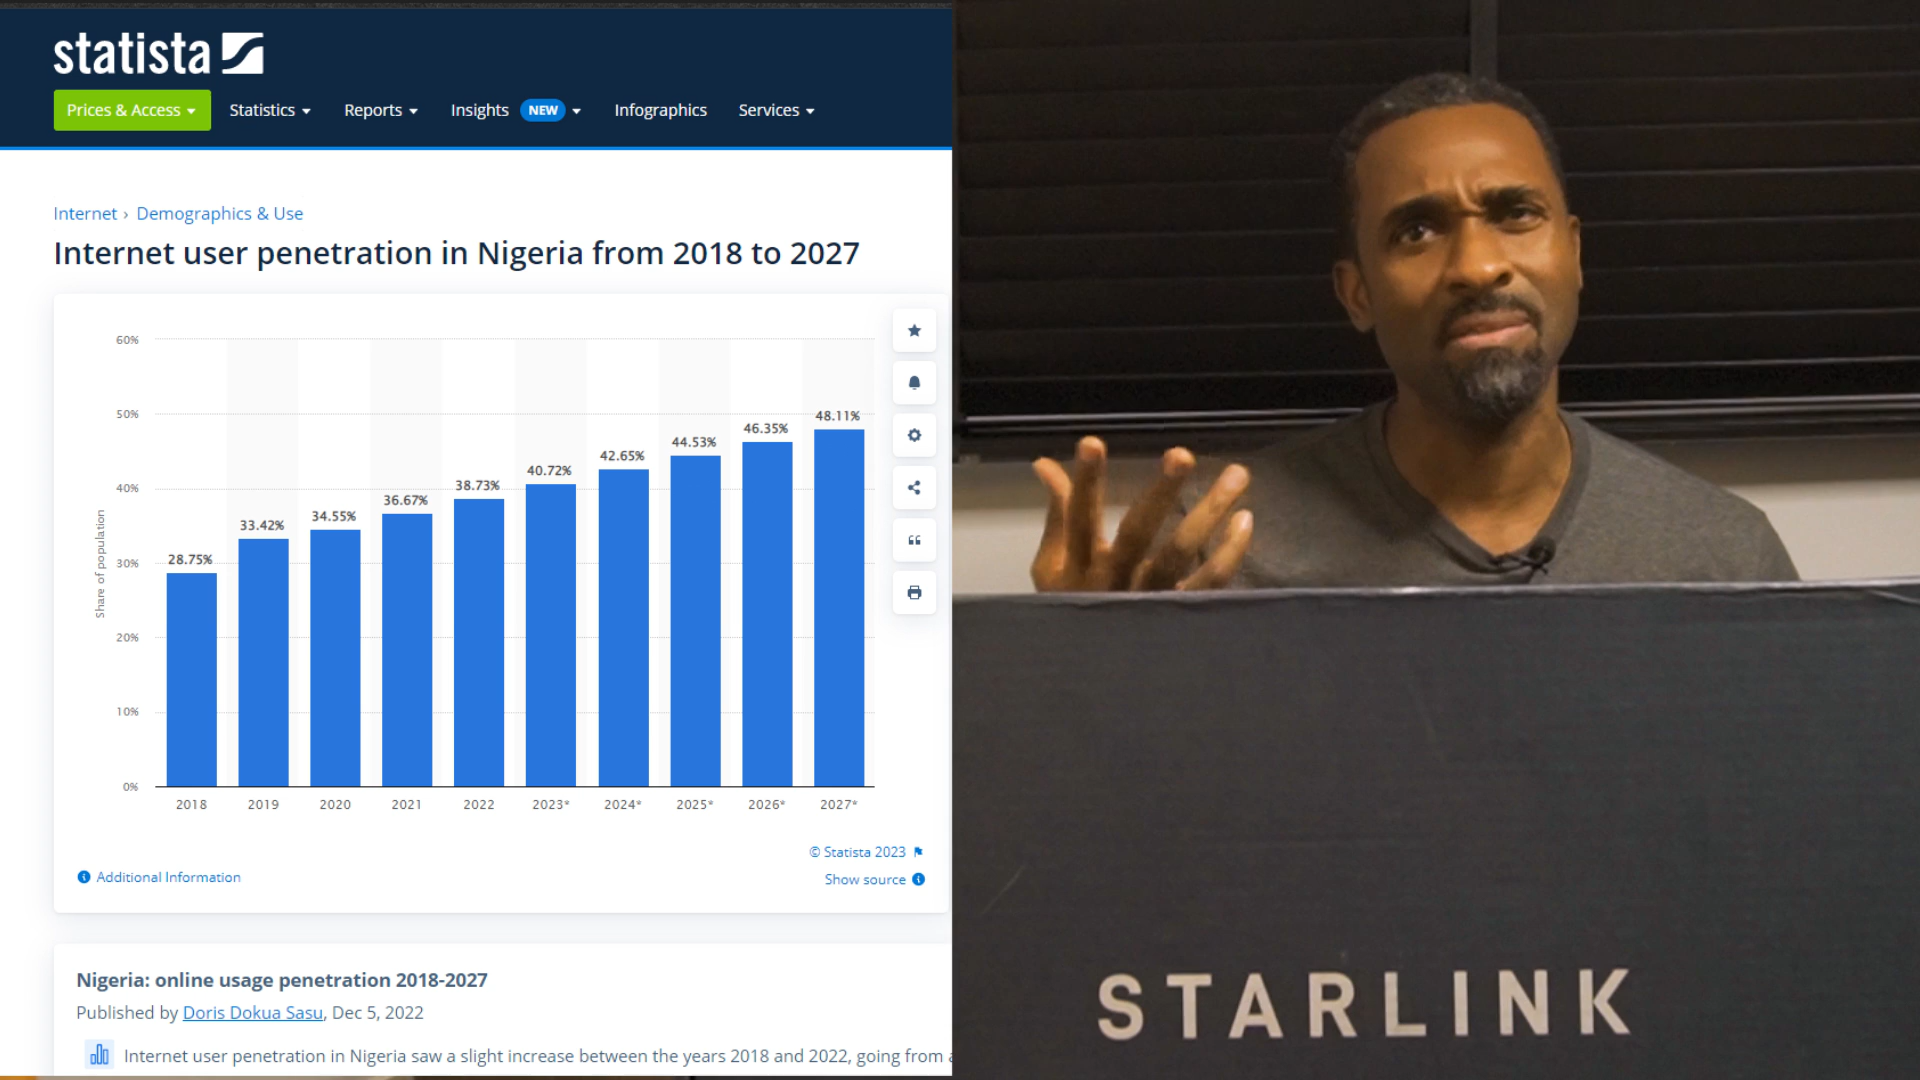 statista
Prices & Access Statistics Reports Insights NEW Infographics Services
Internet › Demographics & Use
Internet user penetration in Nigeria from 2018 to 2027
Share of population
60%
50%
40%
30%
20%
10%
0%
28.75%
33.42%
34.55%
36.67%
38.73%
40.72%
42.65%
44.53%
46.35%
48.11%
2018 2019 2020 2021 2022 2023* 2024* 2025* 2026* 2027*
© Statista 2023
Additional Information
Show source
Nigeria: online usage penetration 2018-2027
Published by Doris Dokua Sasu, Dec 5, 2022
Internet user penetration in Nigeria saw a slight increase between the years 2018 and 2022, going from
STARLINK